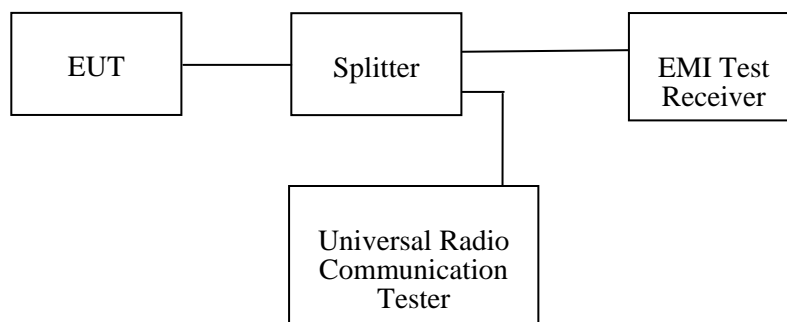 EUT
Splitter
EMI Test
Receiver
Universal Radio
Communication
Tester